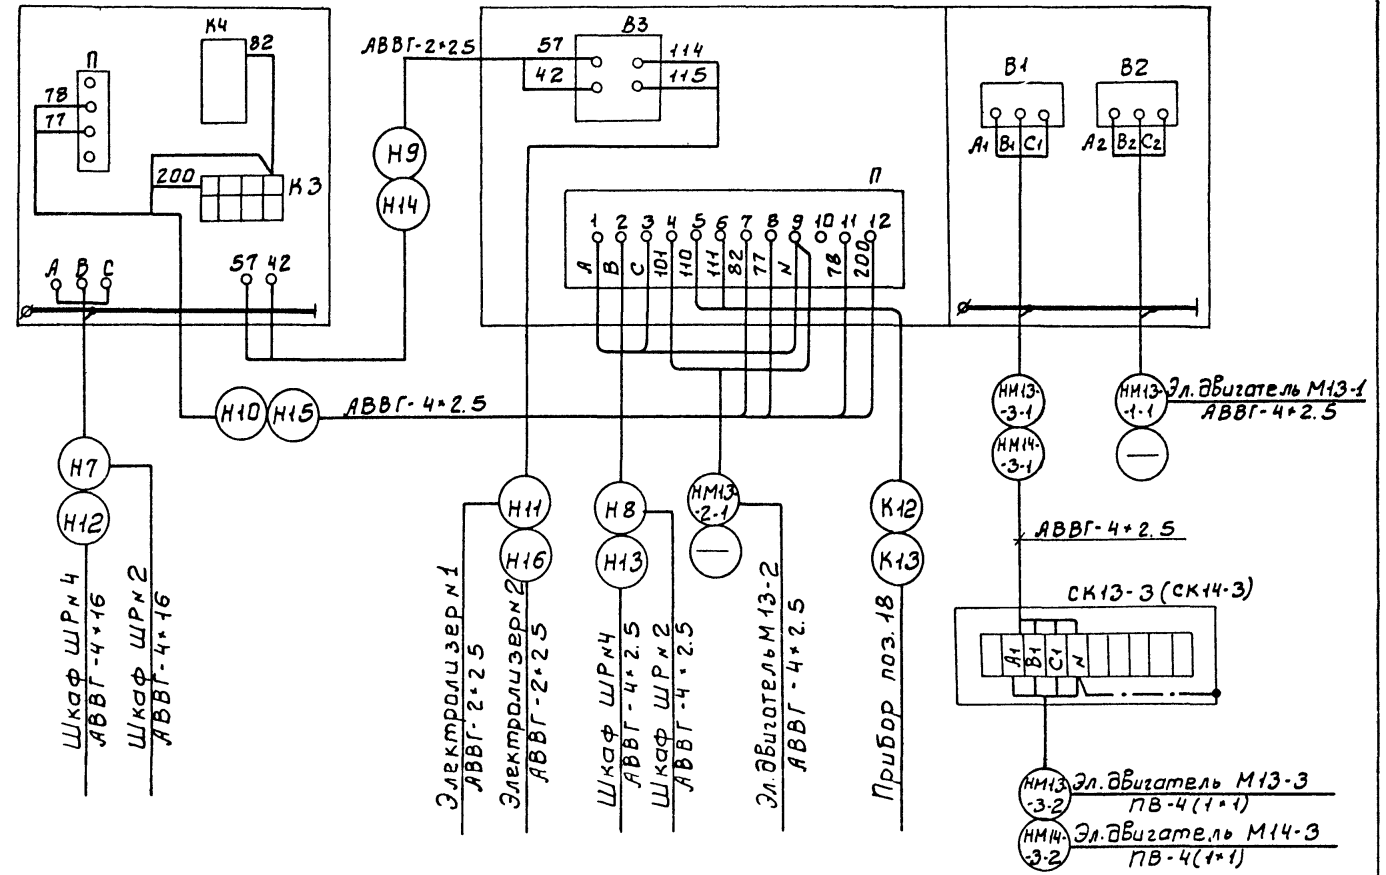 К4
82
П
78
77
200
К3
А В С
57 42
АВВГ-2*2.5
Н9
Н14
В3
57
42
114
115
П
1 2 3 4 5 6 7 8 9 10 11 12
А В С 101 110 111 82 77 N 78 200
В1
А1 В1 С1
В2
А2 В2 С2
Н10 Н15
АВВГ-4*2.5
НМ13-
-3-1
НМ14-
-3-1
НМ13-
-1-1
—
Эл.двигатель М13-1
АВВГ-4*2.5
Н7
Н12
Шкаф ШР№4
АВВГ-4*16
Шкаф ШР№2
АВВГ-4*16
Н11
Н16
Электролизер№1
АВВГ-2*2.5
Электролизер№2
АВВГ-2*2.5
Н8
Н13
Шкаф ШР№4
АВВГ-4*2.5
Шкаф ШР№2
АВВГ-4*2.5
НМ13-
-2-1
—
Эл.двигатель М13-2
АВВГ-4*2.5
К12
К13
Прибор поз.18
АВВГ-4*2.5
СК13-3(СК14-3)
А1 В1 С1 N
НМ13-
-3-2
Эл.двигатель М13-3
ПВ-4(1*1)
НМ14-
-3-2
Эл.двигатель М14-3
ПВ-4(1*1)